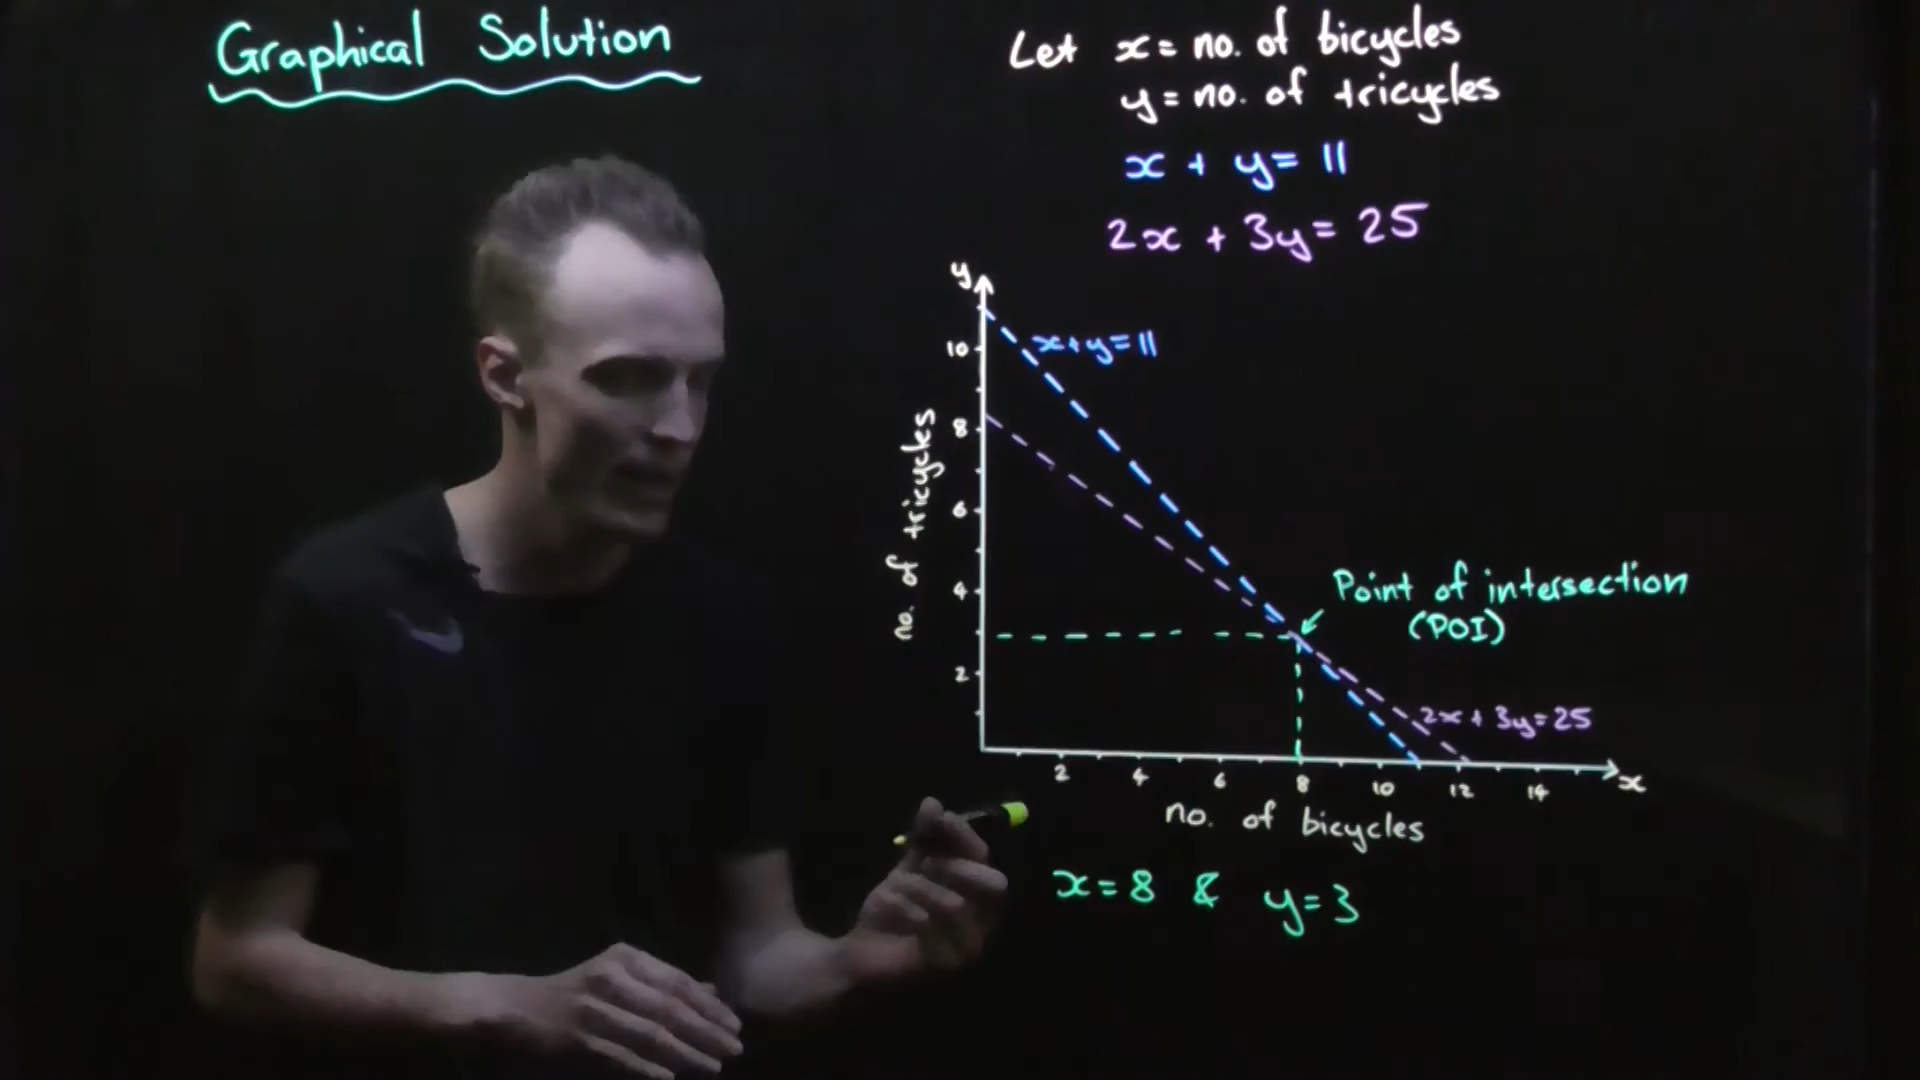 Graphical Solution
Let x = no. of bicycles
y = no. of tricycles
x + y = 11
2x + 3y = 25
y
10
8
6
4
2
no. of tricycles
x+y=11
Point of intersection
(POI)
2x + 3y=25
2 4 6 8 10 12 14 x
no. of bicycles
x=8 & y=3